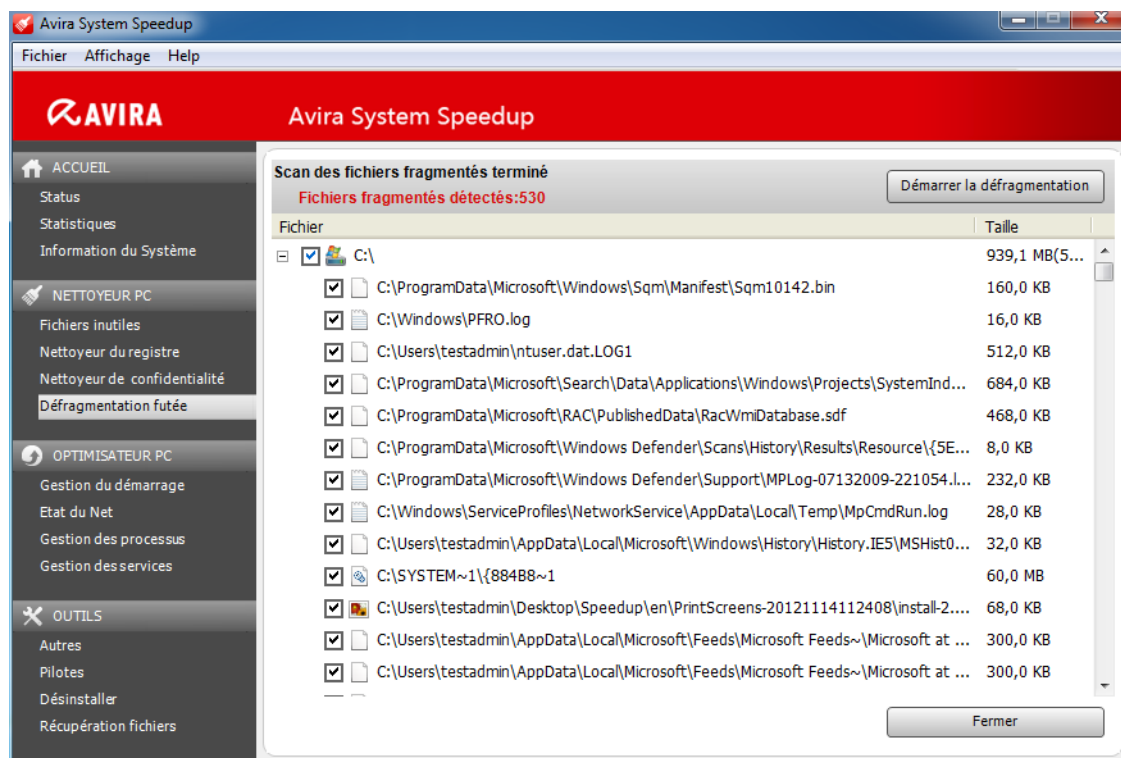 Avira System Speedup
Fichier Affichage Help
AVIRA
Avira System Speedup
ACCUEIL
Status
Statistiques
Information du Système
NETTOYEUR PC
Fichiers inutiles
Nettoyeur du registre
Nettoyeur de confidentialité
Défragmentation futée
OPTIMISATEUR PC
Gestion du démarrage
Etat du Net
Gestion des processus
Gestion des services
OUTILS
Autres
Pilotes
Désinstaller
Récupération fichiers
Scan des fichiers fragmentés terminé
Fichiers fragmentés détectés:530
Démarrer la défragmentation
Fichier Taille
C:\ 939,1 MB(5...
C:\ProgramData\Microsoft\Windows\Sqm\Manifest\Sqm10142.bin 160,0 KB
C:\Windows\PFRO.log 16,0 KB
C:\Users\testadmin\ntuser.dat.LOG1 512,0 KB
C:\ProgramData\Microsoft\Search\Data\Applications\Windows\Projects\SystemInd... 684,0 KB
C:\ProgramData\Microsoft\RAC\PublishedData\RacWmiDatabase.sdf 468,0 KB
C:\ProgramData\Microsoft\Windows Defender\Scans\History\Results\Resource\{5E... 8,0 KB
C:\ProgramData\Microsoft\Windows Defender\Support\MPLog-07132009-221054.l... 232,0 KB
C:\Windows\ServiceProfiles\NetworkService\AppData\Local\Temp\MpCmdRun.log 28,0 KB
C:\Users\testadmin\AppData\Local\Microsoft\Windows\History\History.IE5\MSHist0... 32,0 KB
C:\SYSTEM~1\{884B8~1 60,0 MB
C:\Users\testadmin\Desktop\Speedup\en\PrintScreens-20121114112408\install-2.... 68,0 KB
C:\Users\testadmin\AppData\Local\Microsoft\Feeds\Microsoft Feeds~\Microsoft at ... 300,0 KB
C:\Users\testadmin\AppData\Local\Microsoft\Feeds\Microsoft Feeds~\Microsoft at ... 300,0 KB
Fermer